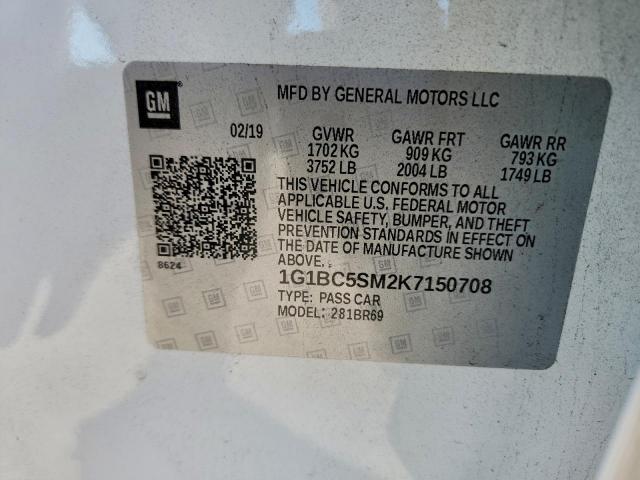 GM
MFD BY GENERAL MOTORS LLC
02/19 GVWR GAWR FRT GAWR RR
1702 KG 909 KG 793 KG
3752 LB 2004 LB 1749 LB
THIS VEHICLE CONFORMS TO ALL
APPLICABLE U.S. FEDERAL MOTOR
VEHICLE SAFETY, BUMPER, AND THEFT
PREVENTION STANDARDS IN EFFECT ON
THE DATE OF MANUFACTURE SHOWN
ABOVE.
8624
1G1BC5SM2K7150708
TYPE: PASS CAR
MODEL: 281BR69